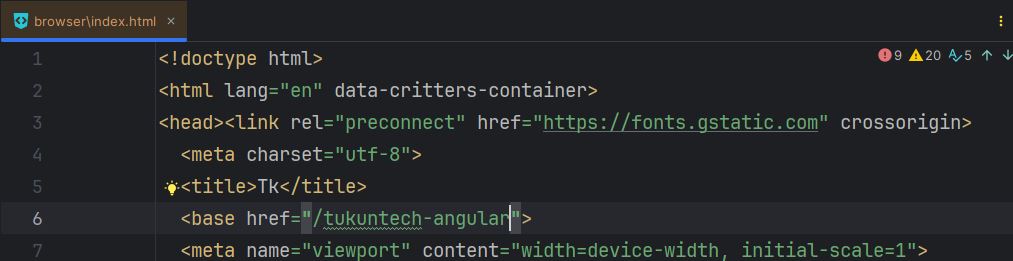 browser\index.html ×
9 20 5
1 <!doctype html>
2 <html lang="en" data-critters-container>
3 <head><link rel="preconnect" href="https://fonts.gstatic.com" crossorigin>
4 <meta charset="utf-8">
5 <title>Tk</title>
6 <base href="/tukuntech-angular">
7 <meta name="viewport" content="width=device-width, initial-scale=1">